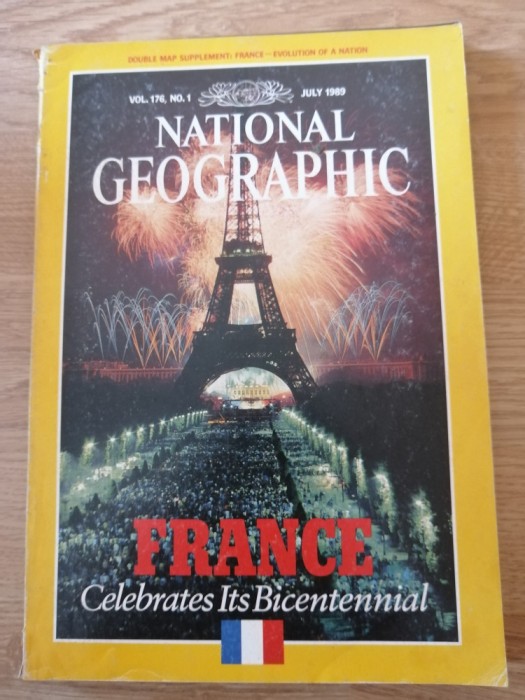 DOUBLE MAP SUPPLEMENT: FRANCE—EVOLUTION OF A NATION
VOL. 176, NO. 1 JULY 1989
NATIONAL
GEOGRAPHIC
FRANCE
Celebrates Its Bicentennial